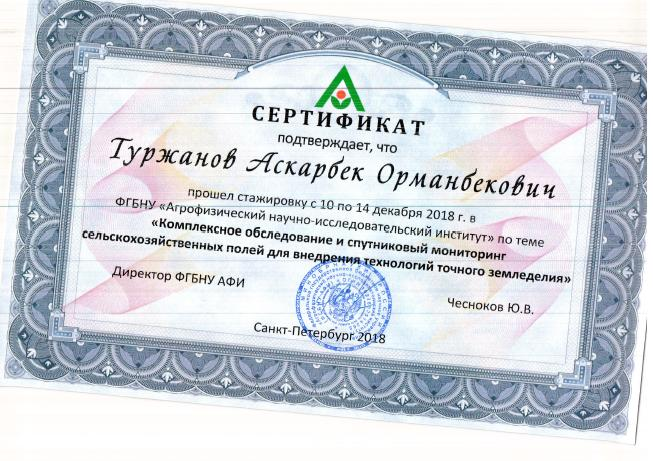 СЕРТИФИКАТ
подтверждает, что
Туржанов Аскарбек Орманбекович
прошел стажировку с 10 по 14 декабря 2018 г. в
ФГБНУ «Агрофизический научно-исследовательский институт» по теме
«Комплексное обследование и спутниковый мониторинг
сельскохозяйственных полей для внедрения технологий точного земледелия»
Директор ФГБНУ АФИ
Чесноков Ю.В.
Санкт-Петербург 2018